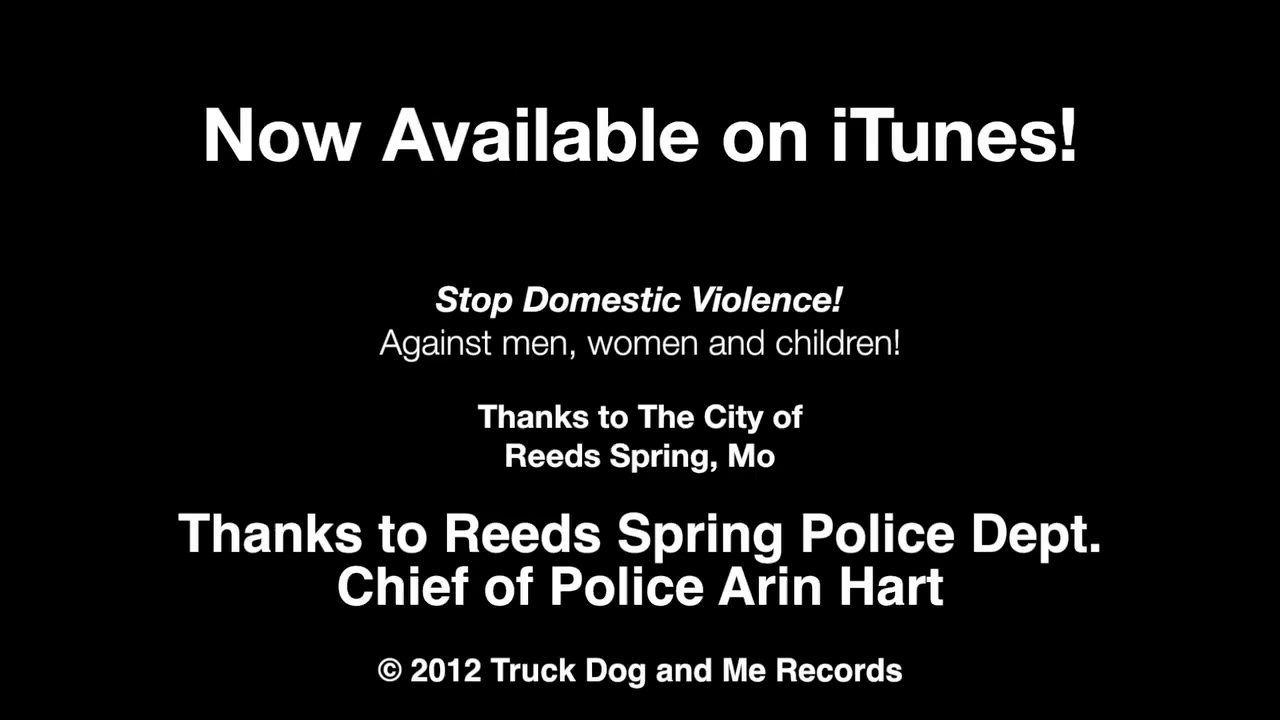 Now Available on iTunes!
Stop Domestic Violence!
Against men, women and children!
Thanks to The City of
Reeds Spring, Mo
Thanks to Reeds Spring Police Dept.
Chief of Police Arin Hart
© 2012 Truck Dog and Me Records